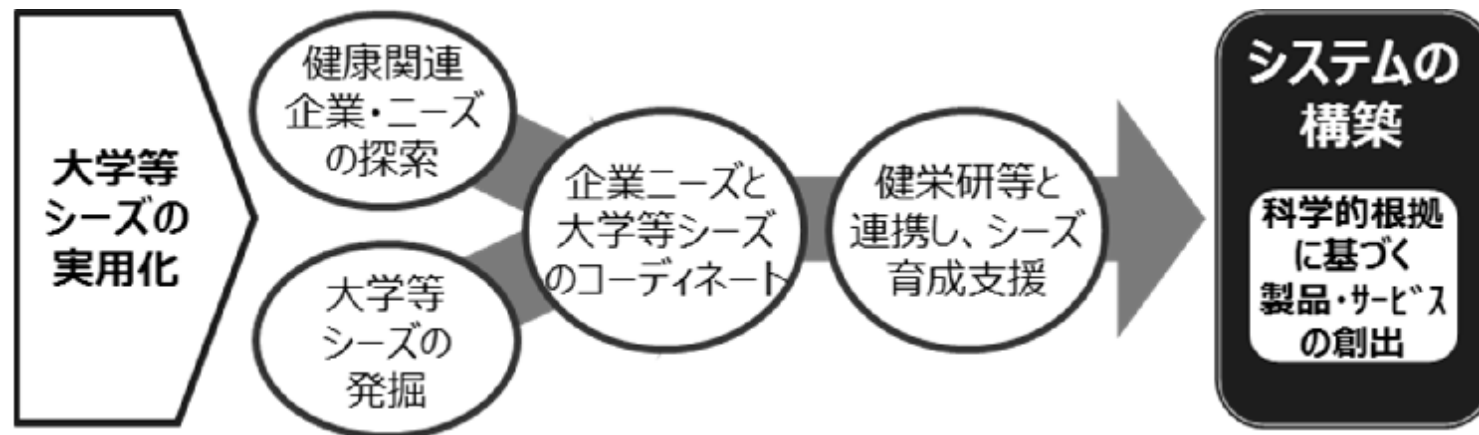 大学等
シーズの
実用化
健康関連
企業・ニーズ
の探索
大学等
シーズの
発掘
企業ニーズと
大学等シーズ
のコーディネート
健栄研等と
連携し、シーズ
育成支援
システムの
構築
科学的根拠
に基づく
製品・ｻｰﾋﾞｽ
の創出